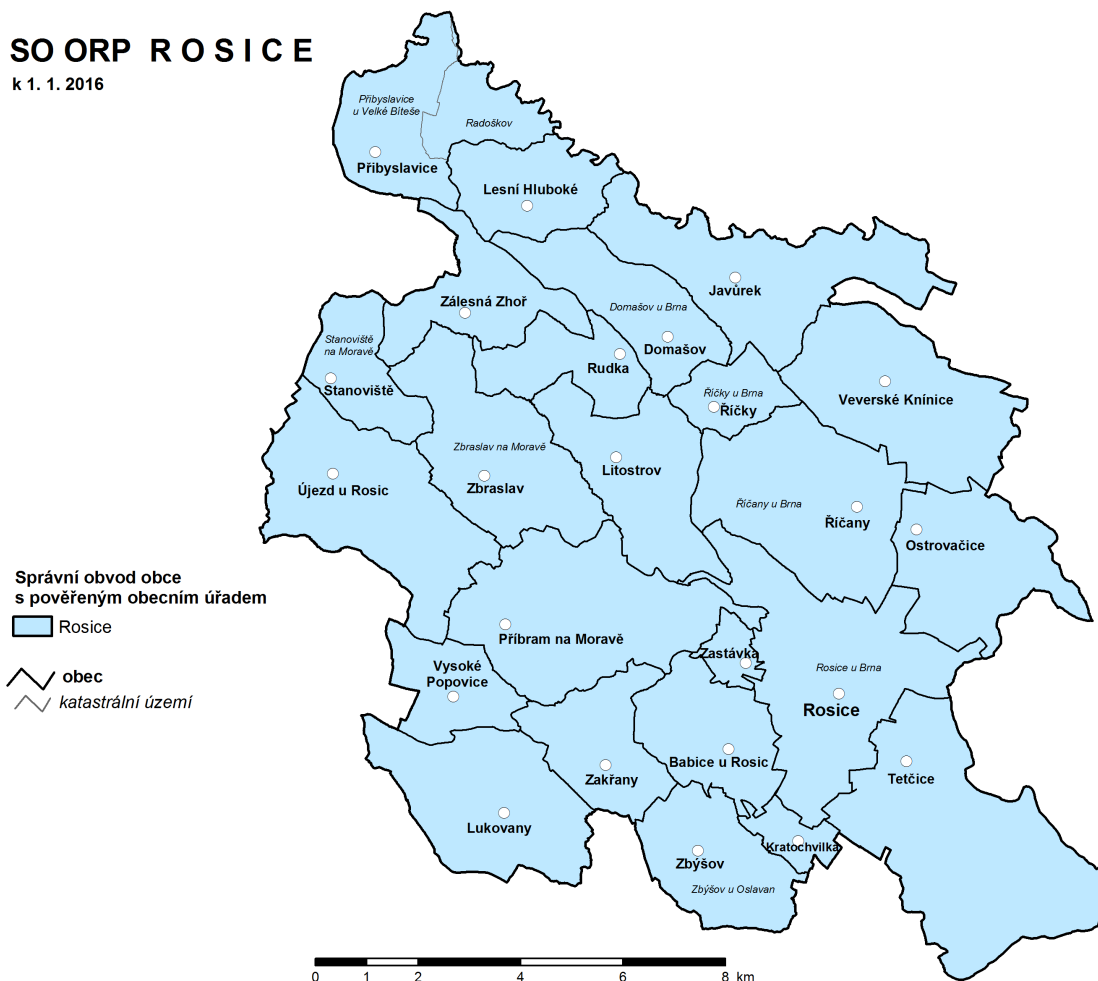 SO ORP R O S I C E
k 1. 1. 2016
Přibyslavice
u Velké Bíteše
Radoškov
Přibyslavice
Lesní Hluboké
Javůrek
Zálesná Zhoř
Domašov u Brna
Stanoviště
na Moravě
Domašov
Rudka
Stanoviště
Říčky u Brna
Říčky
Veverské Knínice
Zbraslav na Moravě
Litostrov
Újezd u Rosic
Zbraslav
Říčany u Brna
Říčany
Ostrovačice
Správní obvod obce
s pověřeným obecním úřadem
Rosice
obec
katastrální území
Příbram na Moravě
Zastávka
Vysoké
Popovice
Rosice u Brna
Rosice
Babice u Rosic
Zakřany
Tetčice
Lukovany
Kratochvilka
Zbýšov
Zbýšov u Oslavan
0 1 2 4 6 8 km